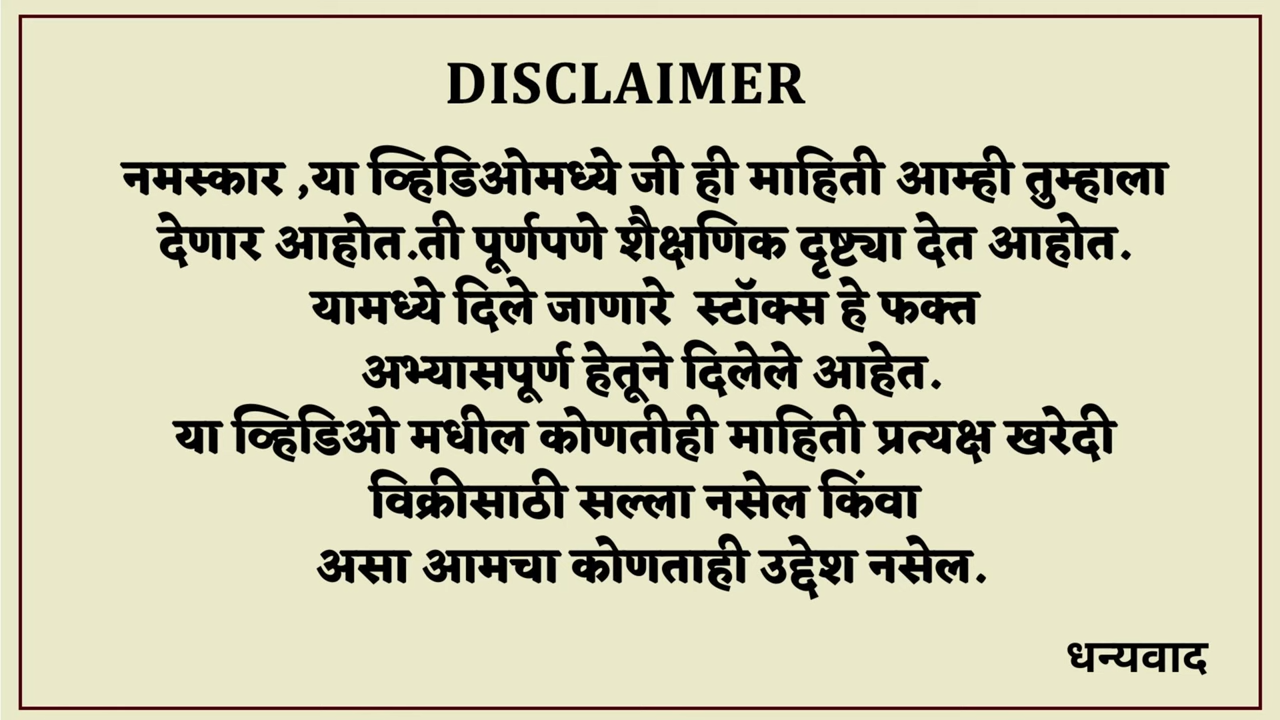 DISCLAIMER
नमस्कार ,या व्हिडिओमध्ये जी ही माहिती आम्ही तुम्हाला
देणार आहोत.ती पूर्णपणे शैक्षणिक दृष्ट्या देत आहोत.
यामध्ये दिले जाणारे स्टॉक्स हे फक्त
अभ्यासपूर्ण हेतूने दिलेले आहेत.
या व्हिडिओ मधील कोणतीही माहिती प्रत्यक्ष खरेदी
विक्रीसाठी सल्ला नसेल किंवा
असा आमचा कोणताही उद्देश नसेल.
धन्यवाद